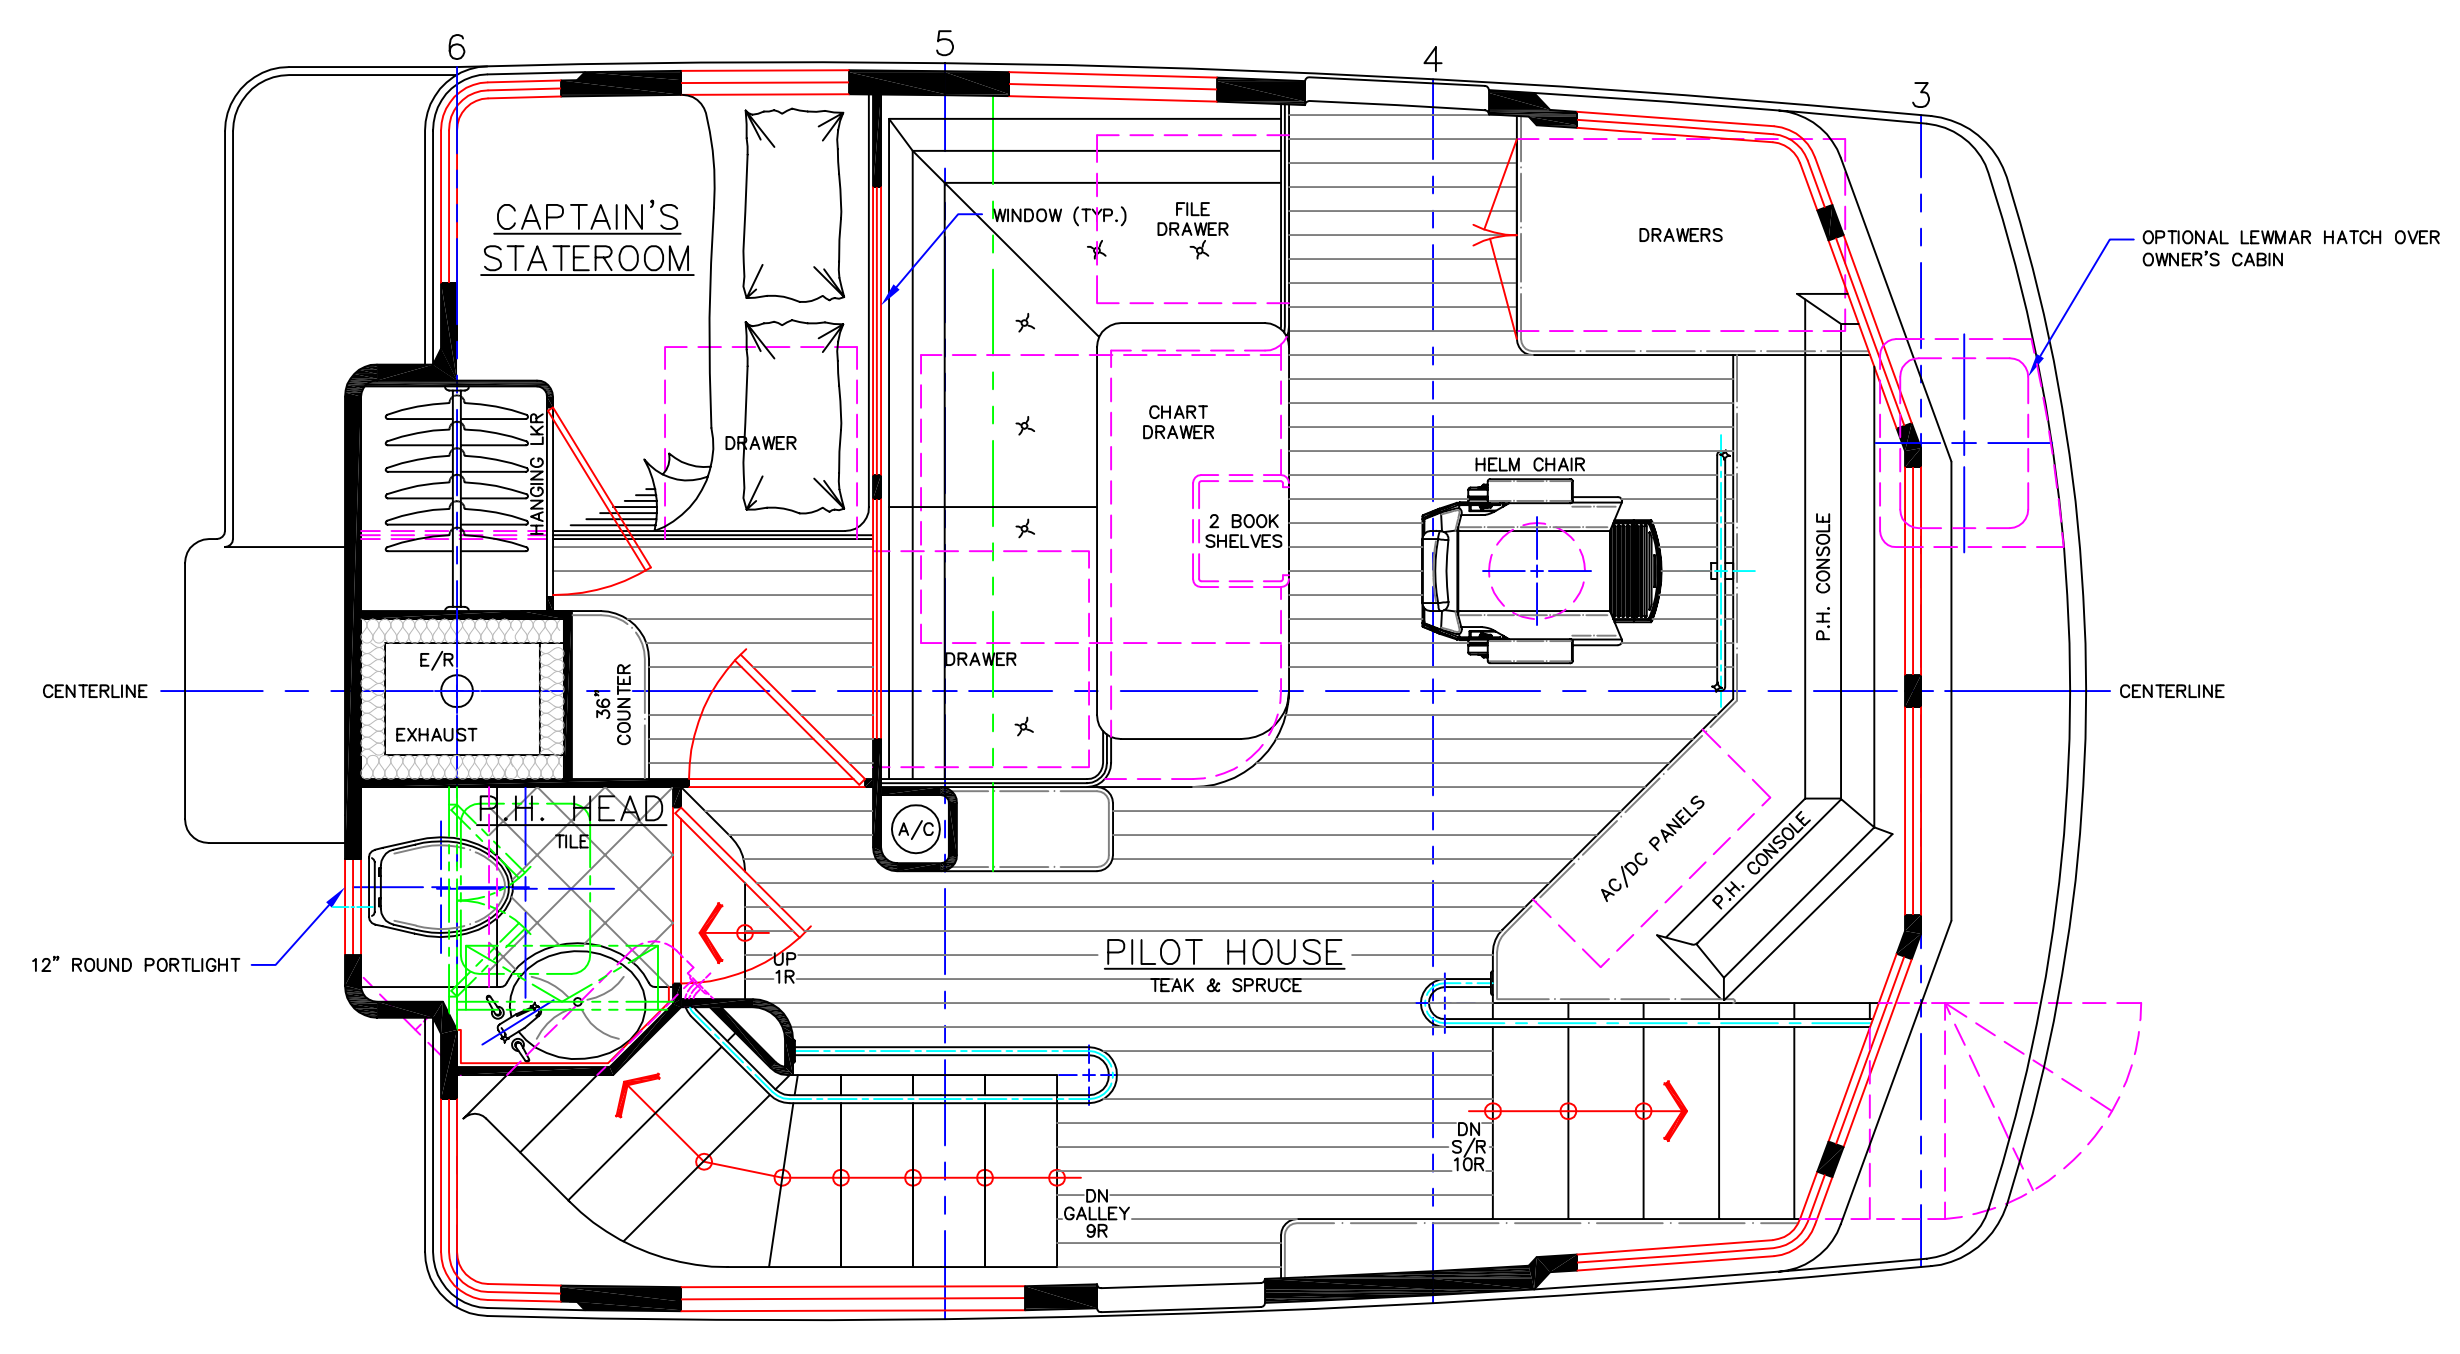 6
5
4
3
CAPTAIN'S
STATEROOM
WINDOW (TYP.)
FILE
DRAWER
DRAWERS
OPTIONAL LEWMAR HATCH OVER
OWNER'S CABIN
HANGING LKR
DRAWER
CHART
DRAWER
HELM CHAIR
2 BOOK
SHELVES
P.H. CONSOLE
E/R
EXHAUST
36"
COUNTER
DRAWER
CENTERLINE
CENTERLINE
P.H. HEAD
TILE
A/C
AC/DC PANELS
P.H. CONSOLE
12" ROUND PORTLIGHT
UP
1R
PILOT HOUSE
TEAK & SPRUCE
DN
S/R
10R
DN
GALLEY
9R